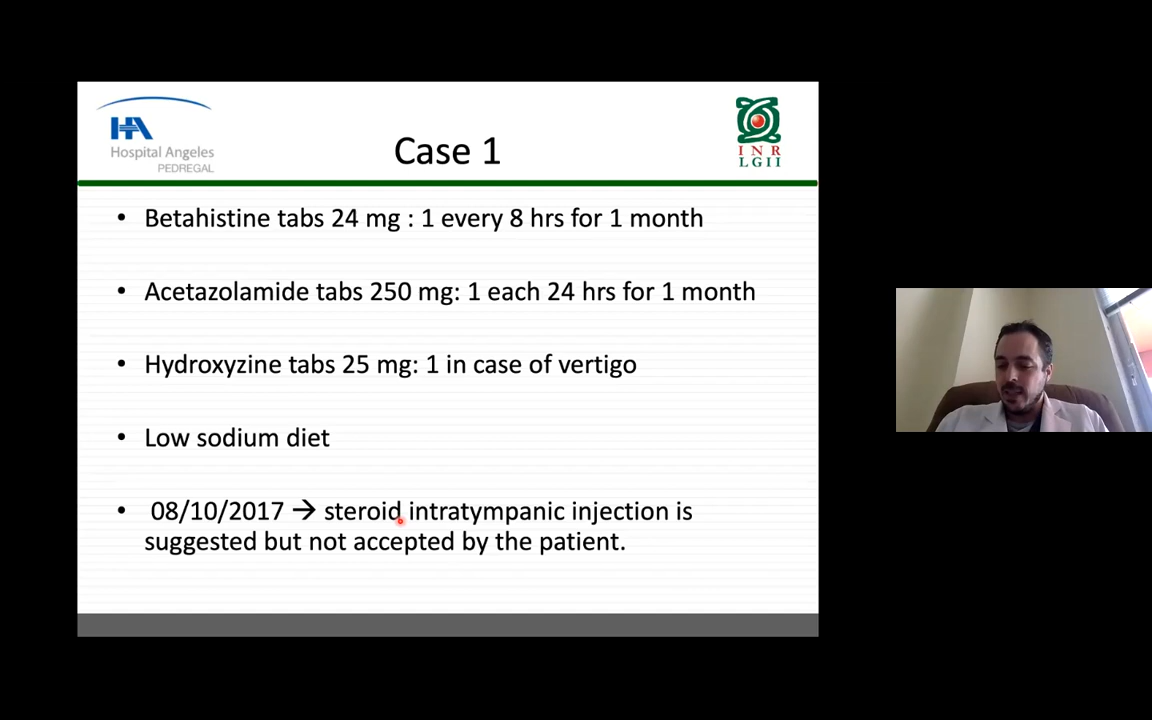 Hospital Angeles
PEDREGAL
Case 1
I N R
L G I I
• Betahistine tabs 24 mg : 1 every 8 hrs for 1 month
• Acetazolamide tabs 250 mg: 1 each 24 hrs for 1 month
• Hydroxyzine tabs 25 mg: 1 in case of vertigo
• Low sodium diet
• 08/10/2017 → steroid intratympanic injection is
suggested but not accepted by the patient.